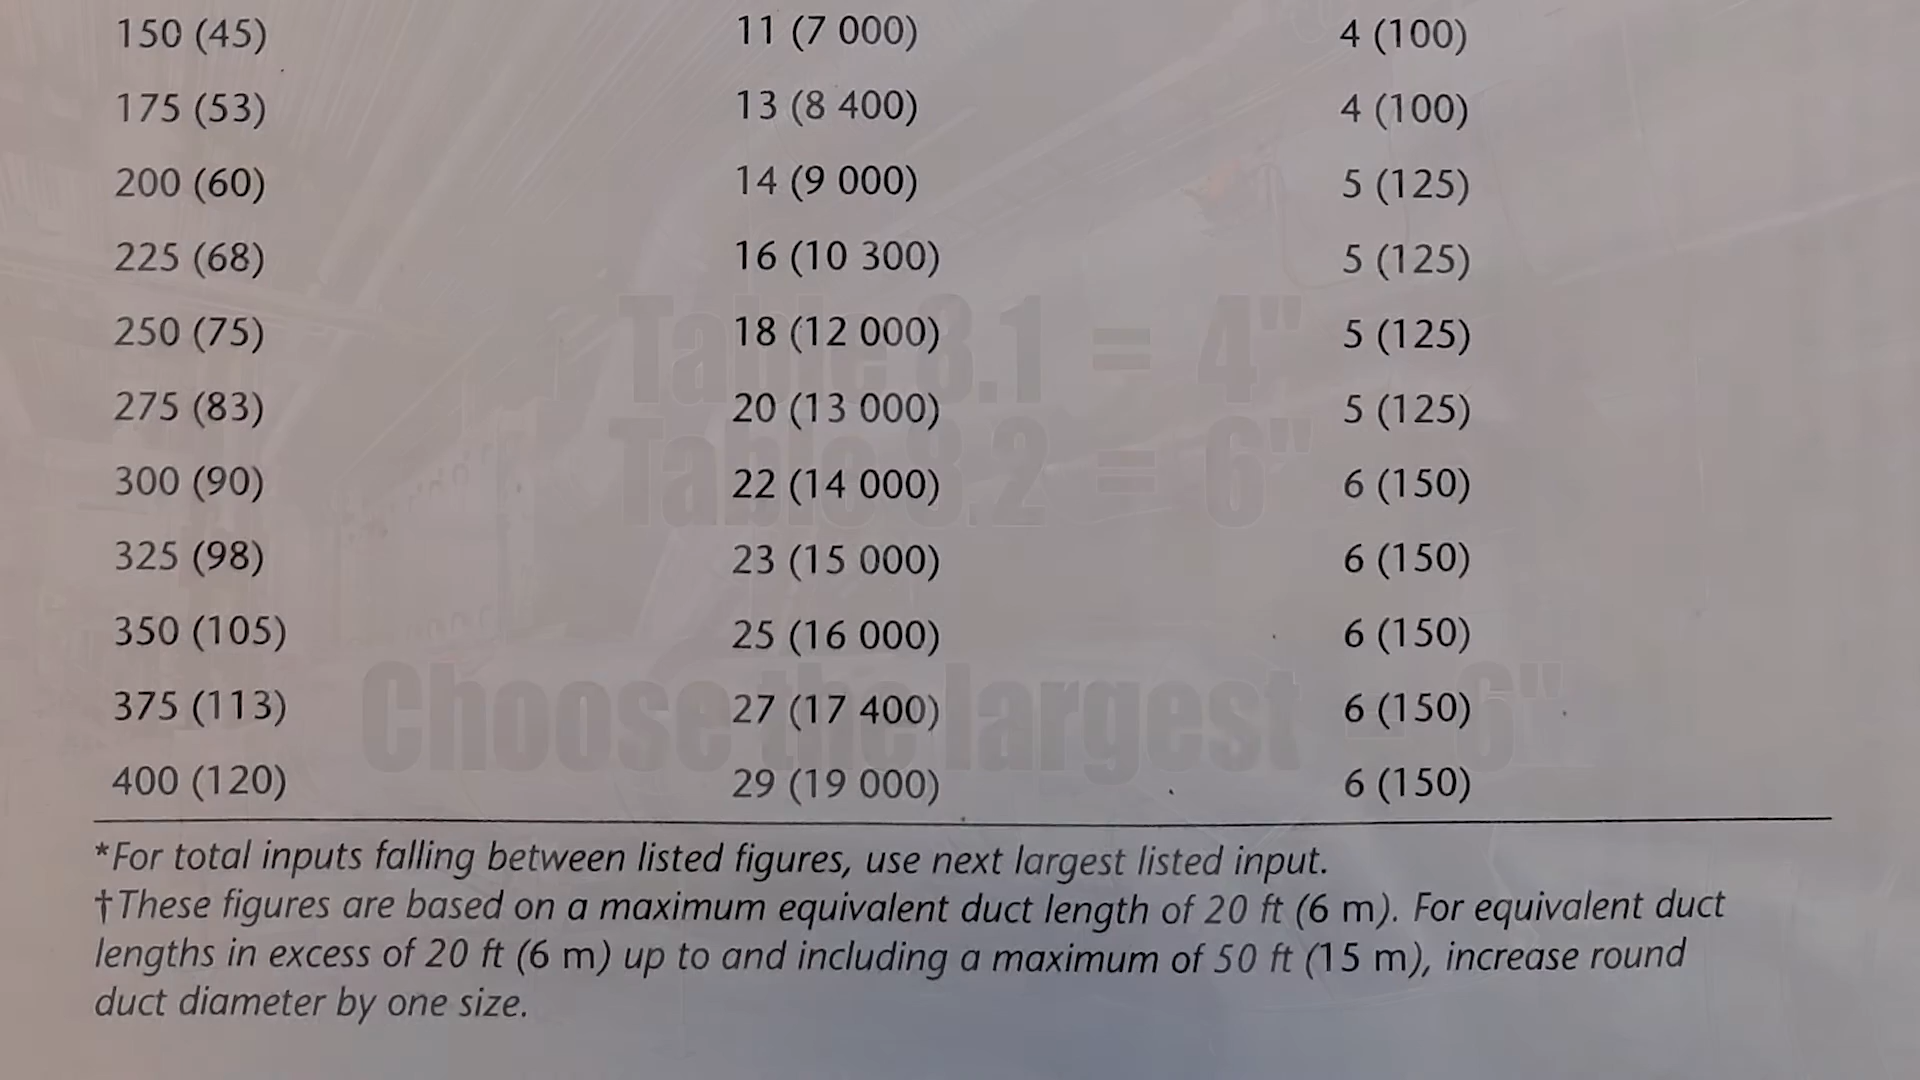 150 (45) 11 (7 000) 4 (100)
175 (53) 13 (8 400) 4 (100)
200 (60) 14 (9 000) 5 (125)
225 (68) 16 (10 300) 5 (125)
Table 8.1 = 4"
250 (75) 18 (12 000) 5 (125)
275 (83) 20 (13 000) 5 (125)
Table 8.2 = 6"
300 (90) 22 (14 000) 6 (150)
325 (98) 23 (15 000) 6 (150)
350 (105) 25 (16 000) 6 (150)
Choose the largest = 6"
375 (113) 27 (17 400) 6 (150)
400 (120) 29 (19 000) 6 (150)
*For total inputs falling between listed figures, use next largest listed input.
†These figures are based on a maximum equivalent duct length of 20 ft (6 m). For equivalent duct
lengths in excess of 20 ft (6 m) up to and including a maximum of 50 ft (15 m), increase round
duct diameter by one size.